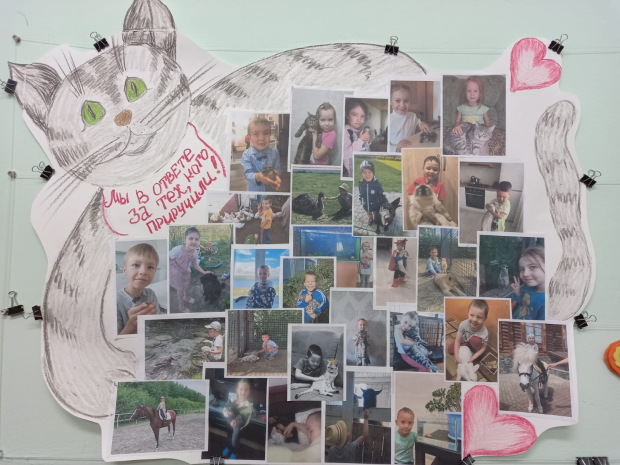 Мы в ответе
за тех, кого
приручили!